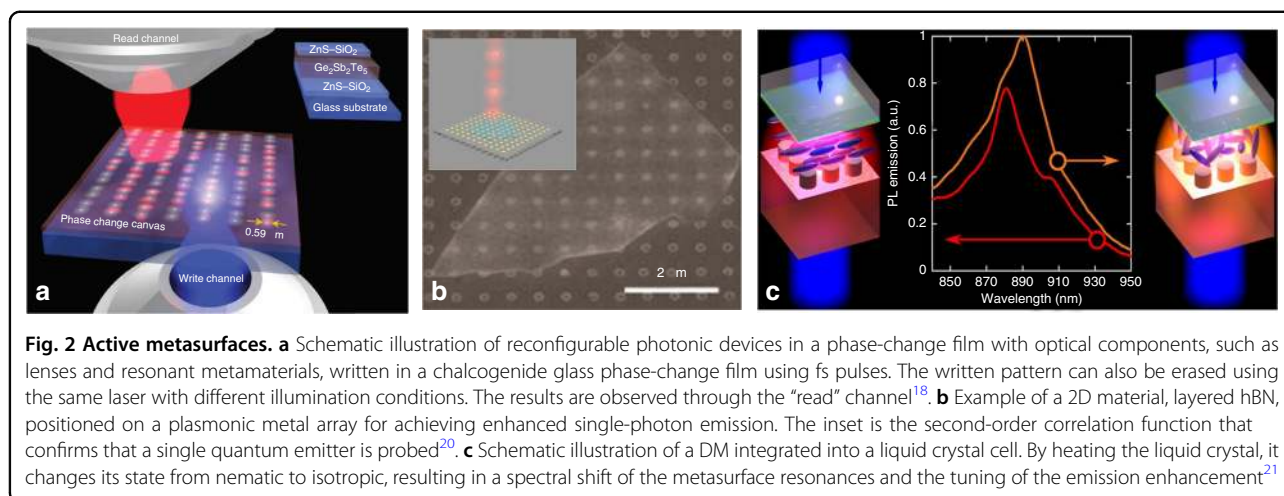 Read channel
ZnS–SiO2
Ge2Sb2Te5
ZnS–SiO2
Glass substrate
Phase change canvas
0.59 m
Write channel
a
2 m
b
1
0.8
0.6
0.4
0.2
0
PL emission (a.u.)
850 870 890 910 930 950
Wavelength (nm)
c
Fig. 2 Active metasurfaces. a Schematic illustration of reconfigurable photonic devices in a phase-change film with optical components, such as
lenses and resonant metamaterials, written in a chalcogenide glass phase-change film using fs pulses. The written pattern can also be erased using
the same laser with different illumination conditions. The results are observed through the “read” channel18. b Example of a 2D material, layered hBN,
positioned on a plasmonic metal array for achieving enhanced single-photon emission. The inset is the second-order correlation function that
confirms that a single quantum emitter is probed20. c Schematic illustration of a DM integrated into a liquid crystal cell. By heating the liquid crystal, it
changes its state from nematic to isotropic, resulting in a spectral shift of the metasurface resonances and the tuning of the emission enhancement21